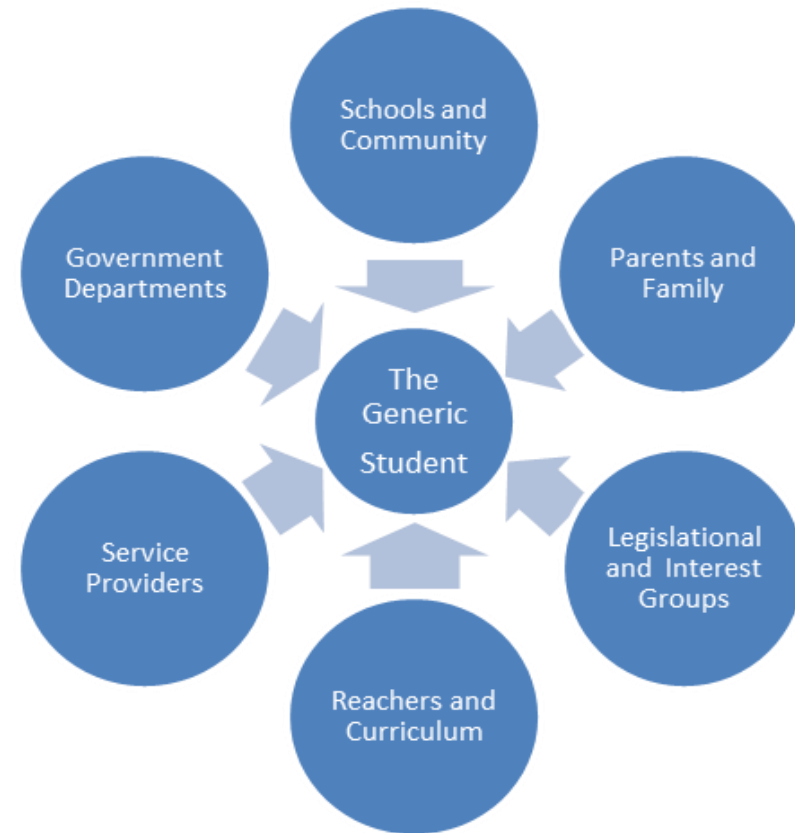 Schools and
Community
Government
Departments
Parents and
Family
The
Generic
Student
Service
Providers
Legislational
and Interest
Groups
Reachers and
Curriculum